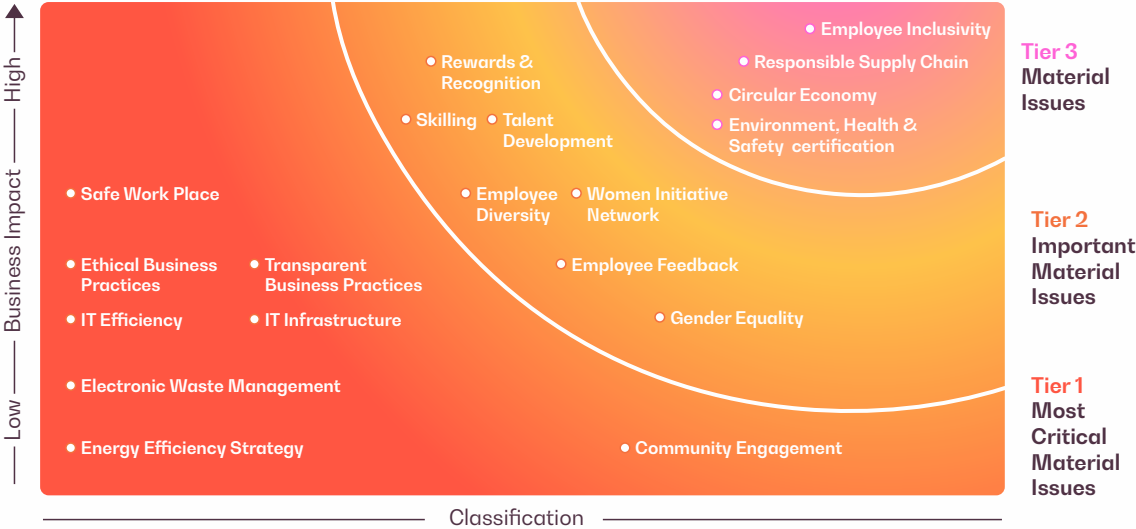 High
Business Impact
Low
Employee Inclusivity
Responsible Supply Chain
Circular Economy
Environment, Health &
Safety certification
Rewards &
Recognition
Skilling
Talent
Development
Employee
Diversity
Women Initiative
Network
Employee Feedback
Gender Equality
Safe Work Place
Ethical Business
Practices
Transparent
Business Practices
IT Efficiency
IT Infrastructure
Electronic Waste Management
Energy Efficiency Strategy
Community Engagement
Tier 3
Material
Issues
Tier 2
Important
Material
Issues
Tier 1
Most
Critical
Material
Issues
Classification